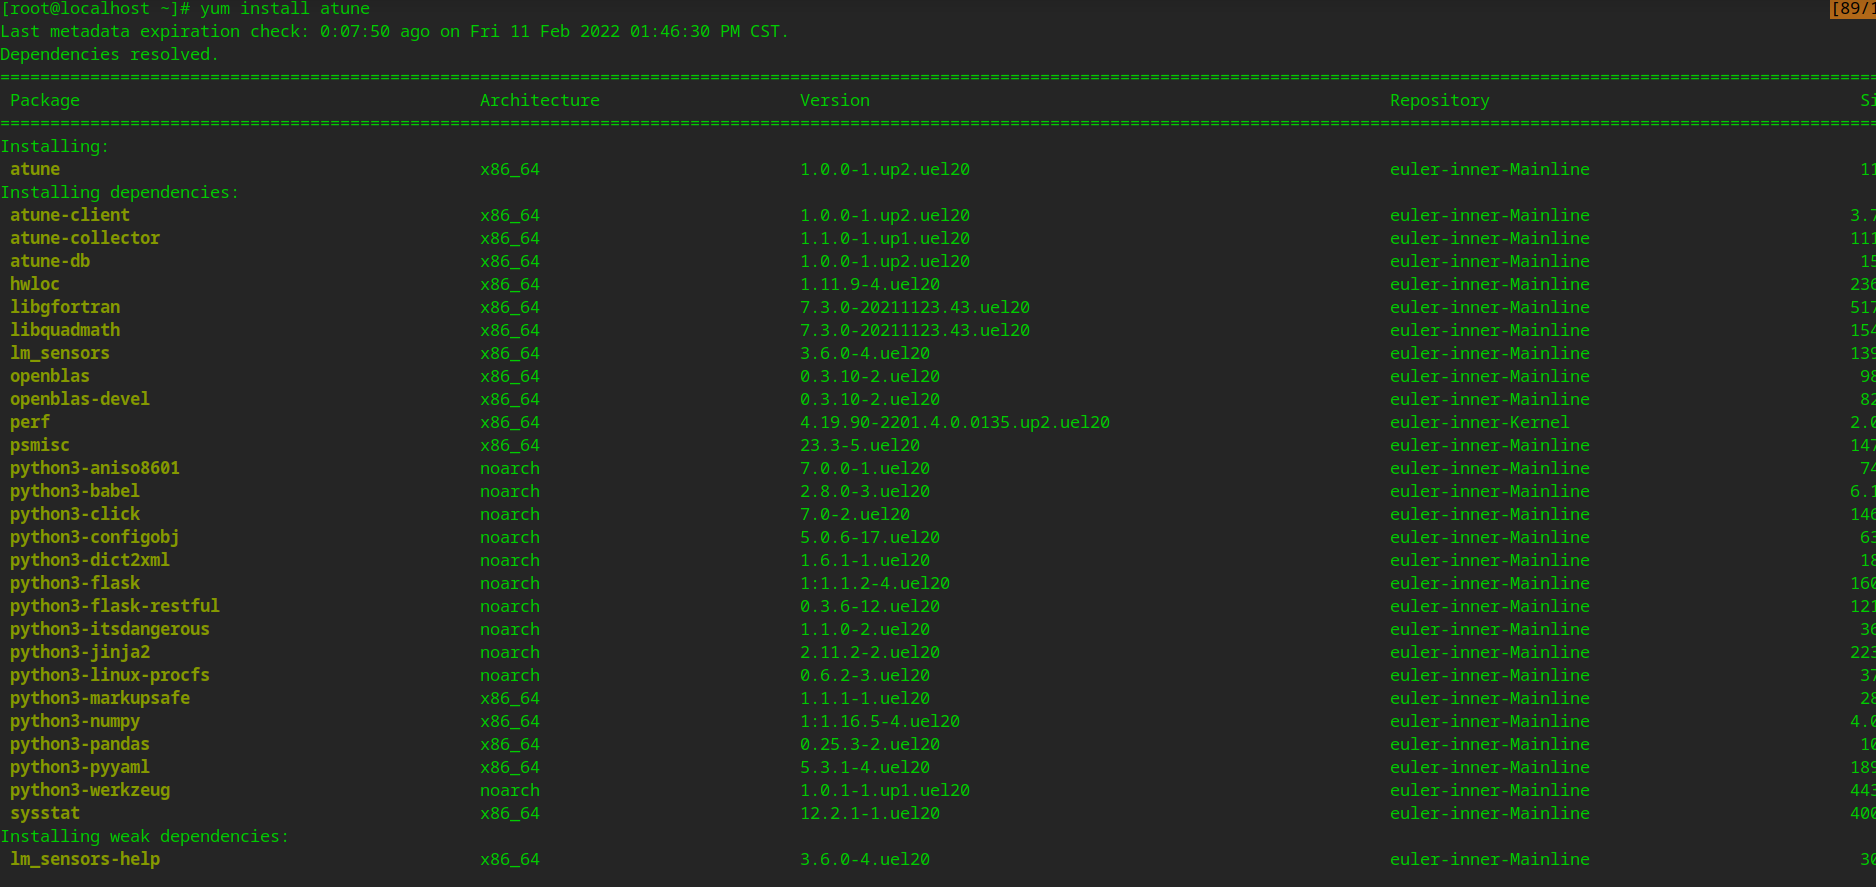 [root@localhost ~]# yum install atune [89/1
Last metadata expiration check: 0:07:50 ago on Fri 11 Feb 2022 01:46:30 PM CST.
Dependencies resolved.
Package Architecture Version Repository Si
Installing:
atune x86_64 1.0.0-1.up2.uel20 euler-inner-Mainline 11
Installing dependencies:
atune-client x86_64 1.0.0-1.up2.uel20 euler-inner-Mainline 3.7
atune-collector x86_64 1.1.0-1.up1.uel20 euler-inner-Mainline 111
atune-db x86_64 1.0.0-1.up2.uel20 euler-inner-Mainline 15
hwloc x86_64 1.11.9-4.uel20 euler-inner-Mainline 236
libgfortran x86_64 7.3.0-20211123.43.uel20 euler-inner-Mainline 517
libquadmath x86_64 7.3.0-20211123.43.uel20 euler-inner-Mainline 154
lm_sensors x86_64 3.6.0-4.uel20 euler-inner-Mainline 139
openblas x86_64 0.3.10-2.uel20 euler-inner-Mainline 98
openblas-devel x86_64 0.3.10-2.uel20 euler-inner-Mainline 82
perf x86_64 4.19.90-2201.4.0.0135.up2.uel20 euler-inner-Kernel 2.0
psmisc x86_64 23.3-5.uel20 euler-inner-Mainline 147
python3-aniso8601 noarch 7.0.0-1.uel20 euler-inner-Mainline 74
python3-babel noarch 2.8.0-3.uel20 euler-inner-Mainline 6.1
python3-click noarch 7.0-2.uel20 euler-inner-Mainline 146
python3-configobj noarch 5.0.6-17.uel20 euler-inner-Mainline 63
python3-dict2xml noarch 1.6.1-1.uel20 euler-inner-Mainline 18
python3-flask noarch 1:1.1.2-4.uel20 euler-inner-Mainline 160
python3-flask-restful noarch 0.3.6-12.uel20 euler-inner-Mainline 121
python3-itsdangerous noarch 1.1.0-2.uel20 euler-inner-Mainline 36
python3-jinja2 noarch 2.11.2-2.uel20 euler-inner-Mainline 223
python3-linux-procfs noarch 0.6.2-3.uel20 euler-inner-Mainline 37
python3-markupsafe x86_64 1.1.1-1.uel20 euler-inner-Mainline 28
python3-numpy x86_64 1:1.16.5-4.uel20 euler-inner-Mainline 4.0
python3-pandas x86_64 0.25.3-2.uel20 euler-inner-Mainline 10
python3-pyyaml x86_64 5.3.1-4.uel20 euler-inner-Mainline 189
python3-werkzeug noarch 1.0.1-1.up1.uel20 euler-inner-Mainline 443
sysstat x86_64 12.2.1-1.uel20 euler-inner-Mainline 400
Installing weak dependencies:
lm_sensors-help x86_64 3.6.0-4.uel20 euler-inner-Mainline 30